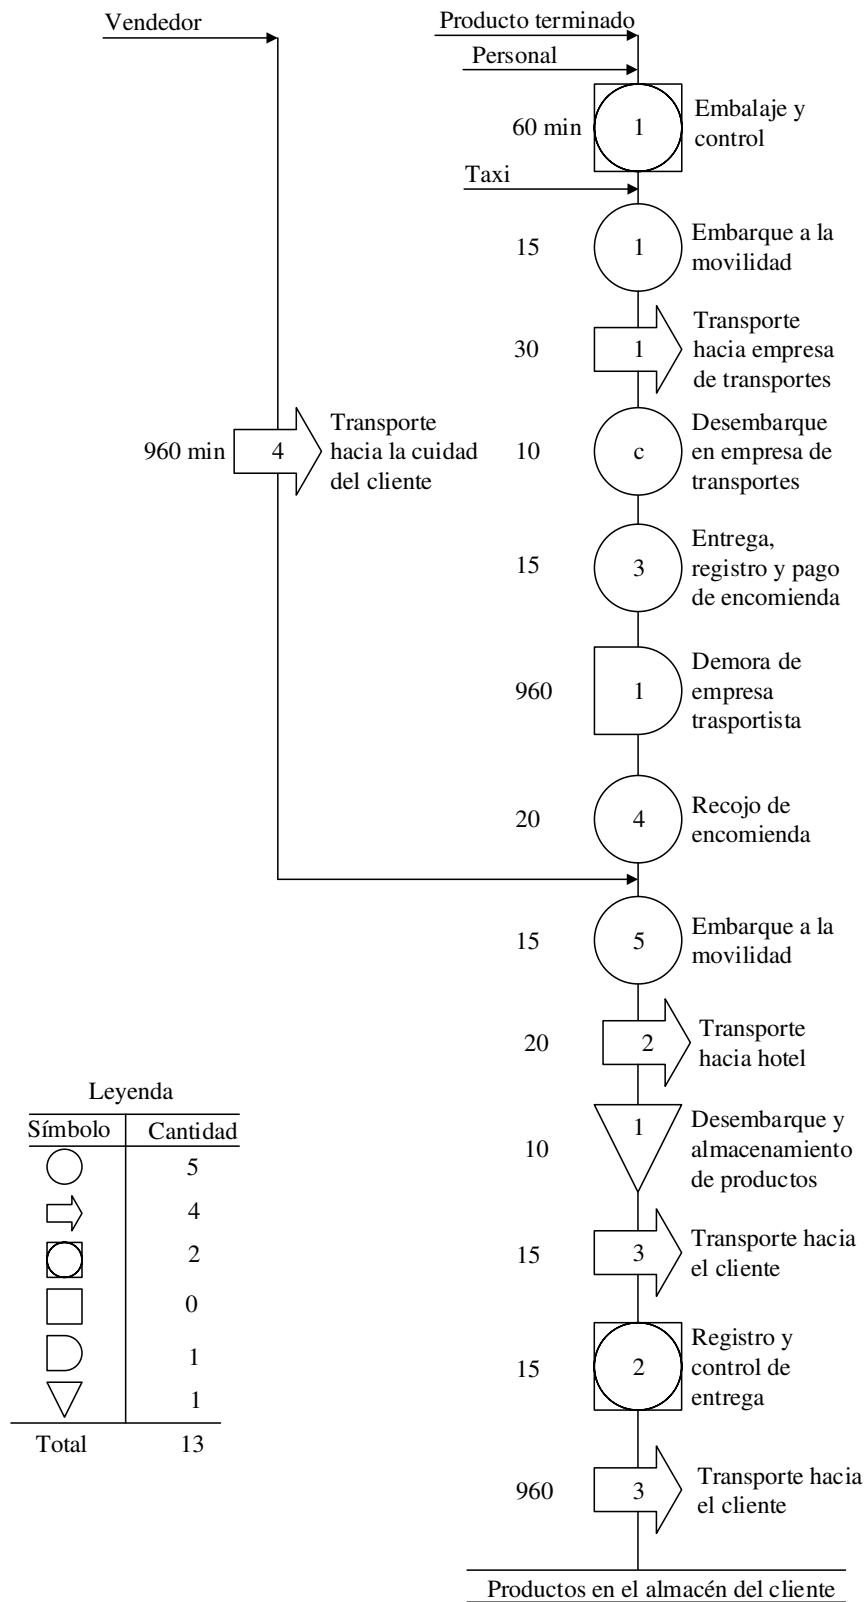 Vendedor
Producto terminado
Personal
60 min
1
Embalaje y
control
Taxi
15
1
Embarque a la
movilidad
30
1
Transporte
hacia empresa
de transportes
960 min
4
Transporte
hacia la cuidad
del cliente
10
c
Desembarque
en empresa de
transportes
15
3
Entrega,
registro y pago
de encomienda
960
1
Demora de
empresa
trasportista
20
4
Recojo de
encomienda
15
5
Embarque a la
movilidad
20
2
Transporte
hacia hotel
10
1
Desembarque y
almacenamiento
de productos
15
3
Transporte hacia
el cliente
15
2
Registro y
control de
entrega
960
3
Transporte hacia
el cliente
Productos en el almacén del cliente
Leyenda
Símbolo Cantidad
5
4
2
0
1
1
Total 13